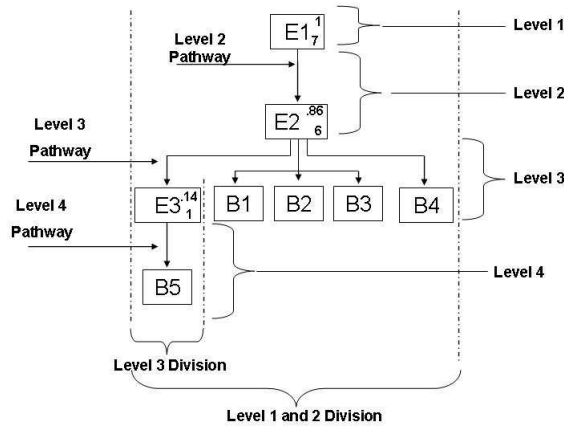 E1 1 7
Level 1
Level 2
Pathway
Level 2
E2 .86 6
Level 3
Pathway
Level 3
E3 .14 1
B1
B2
B3
B4
Level 4
Pathway
Level 4
B5
Level 3 Division
Level 1 and 2 Division